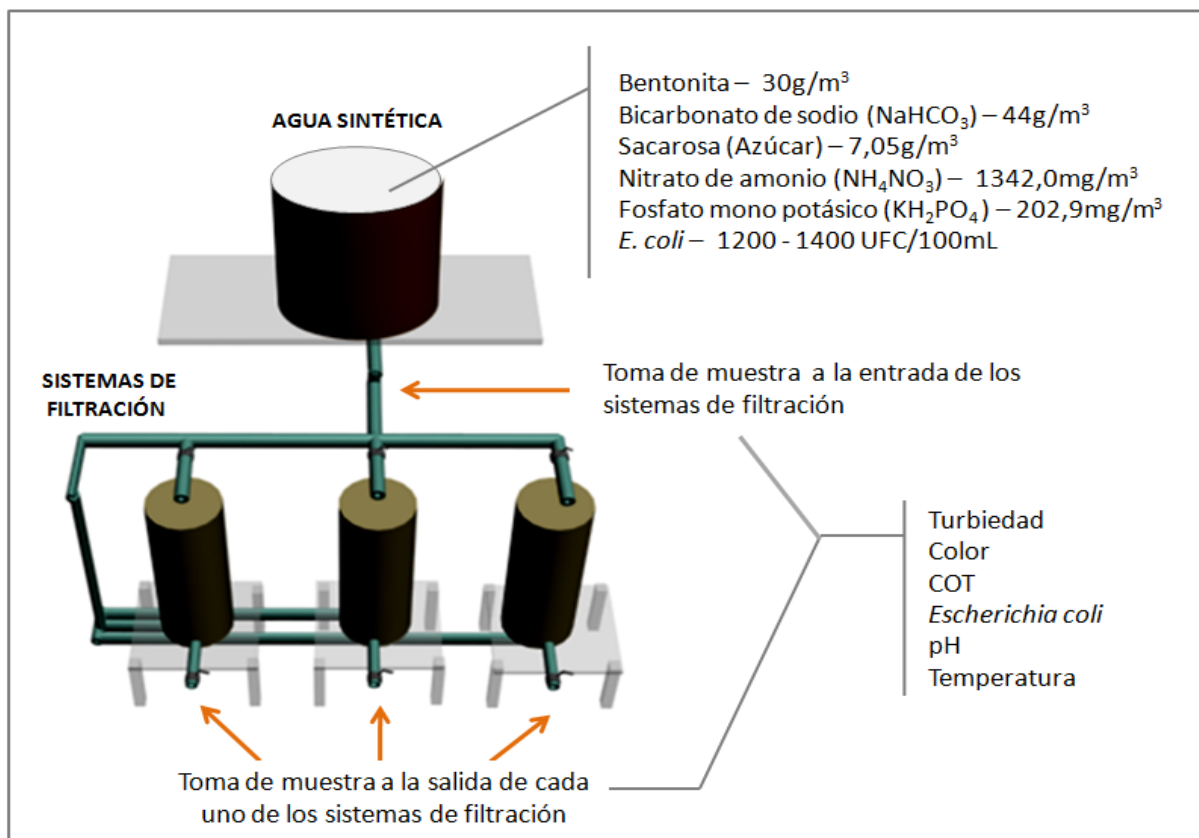 AGUA SINTÉTICA
Bentonita – 30g/m³
Bicarbonato de sodio (NaHCO₃) – 44g/m³
Sacarosa (Azúcar) – 7,05g/m³
Nitrato de amonio (NH₄NO₃) – 1342,0mg/m³
Fosfato mono potásico (KH₂PO₄) – 202,9mg/m³
E. coli – 1200 - 1400 UFC/100mL
SISTEMAS DE
FILTRACIÓN
Toma de muestra a la entrada de los
sistemas de filtración
Turbiedad
Color
COT
Escherichia coli
pH
Temperatura
Toma de muestra a la salida de cada
uno de los sistemas de filtración